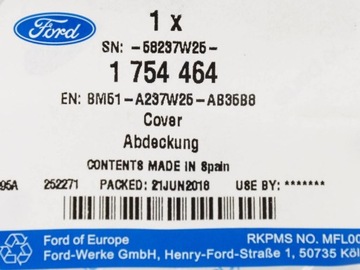 Ford
1 x
SN: -58237W25-
1 754 464
EN: BM51-A237W25-AB35B8
Cover
Abdeckung
CONTENTS MADE IN Spain
95A 252271 PACKED: 21JUN2016 USE BY: *******
Ford of Europe RKPMS NO. MFL00
Ford-Werke GmbH, Henry-Ford-Straße 1, 50735 Köl